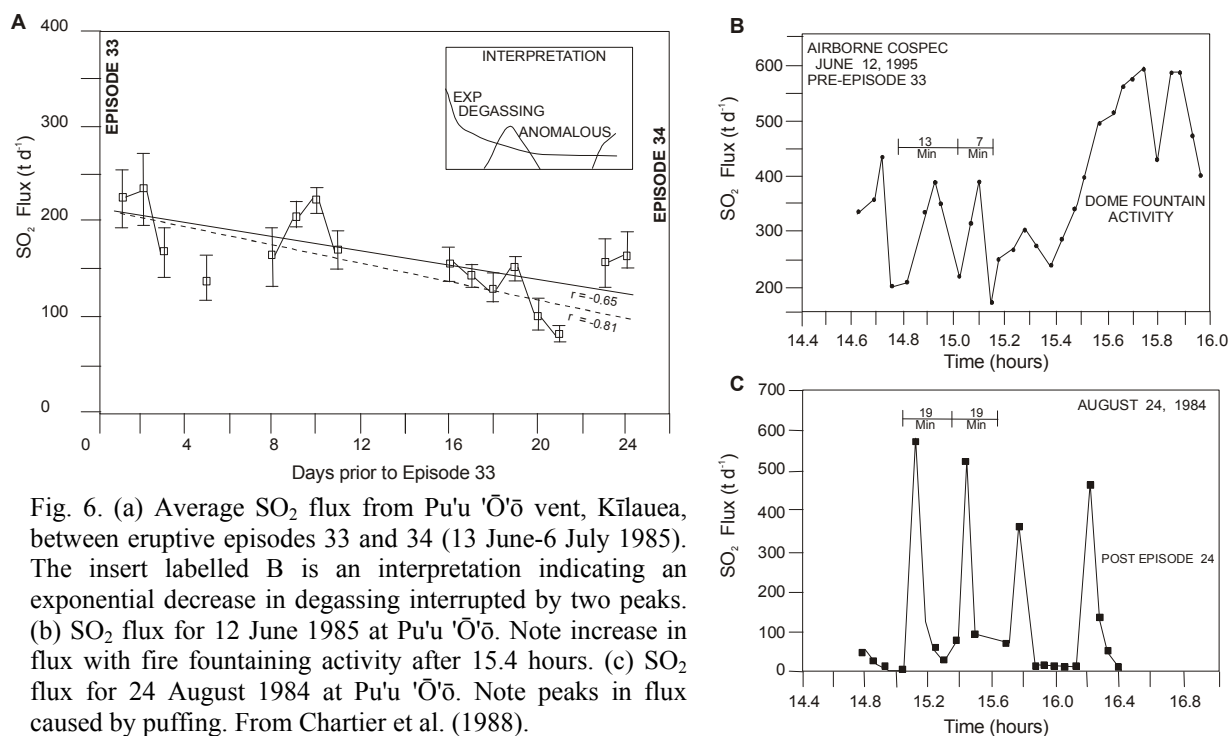 A
400
300
200
100
0
SO₂ Flux (t d⁻¹)
EPISODE 33
INTERPRETATION
EXP
DEGASSING
ANOMALOUS
EPISODE 34
r = -0.65
r = -0.81
0 4 8 12 16 20 24
Days prior to Episode 33
B
AIRBORNE COSPEC
JUNE 12, 1995
PRE-EPISODE 33
600
500
400
300
200
SO₂ Flux (t d⁻¹)
13 7
Min Min
DOME FOUNTAIN
ACTIVITY
14.4 14.6 14.8 15.0 15.2 15.4 15.6 15.8 16.0
Time (hours)
C
AUGUST 24, 1984
700
600
500
400
300
200
100
0
SO₂ Flux (t d⁻¹)
19 19
Min Min
POST EPISODE 24
14.4 14.8 15.2 15.6 16.0 16.4 16.8
Time (hours)
Fig. 6. (a) Average SO₂ flux from Pu'u 'Ō'ō vent, Kīlauea,
between eruptive episodes 33 and 34 (13 June-6 July 1985).
The insert labelled B is an interpretation indicating an
exponential decrease in degassing interrupted by two peaks.
(b) SO₂ flux for 12 June 1985 at Pu'u 'Ō'ō. Note increase in
flux with fire fountaining activity after 15.4 hours. (c) SO₂
flux for 24 August 1984 at Pu'u 'Ō'ō. Note peaks in flux
caused by puffing. From Chartier et al. (1988).